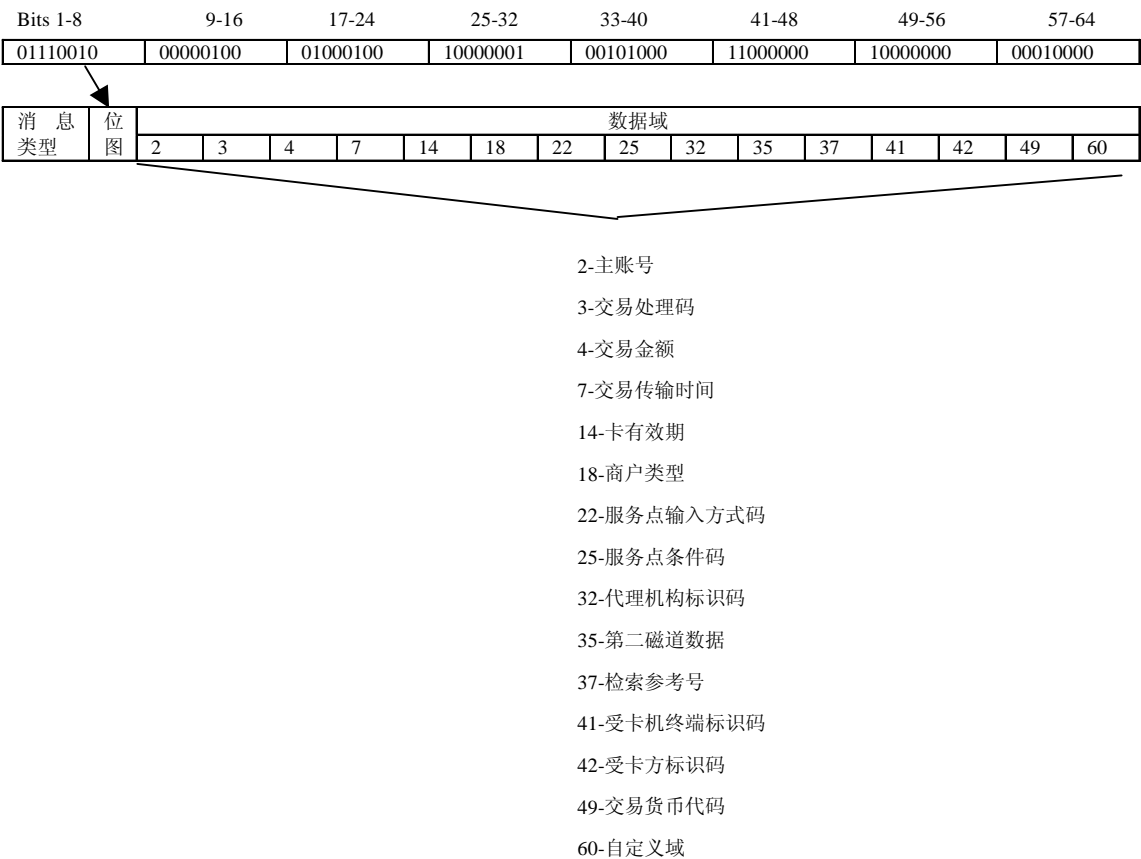 Bits 1-8 9-16 17-24 25-32 33-40 41-48 49-56 57-64
01110010 00000100 01000100 10000001 00101000 11000000 10000000 00010000
消 息 位 数据域
类型 图 2 3 4 7 14 18 22 25 32 35 37 41 42 49 60
2-主账号
3-交易处理码
4-交易金额
7-交易传输时间
14-卡有效期
18-商户类型
22-服务点输入方式码
25-服务点条件码
32-代理机构标识码
35-第二磁道数据
37-检索参考号
41-受卡机终端标识码
42-受卡方标识码
49-交易货币代码
60-自定义域